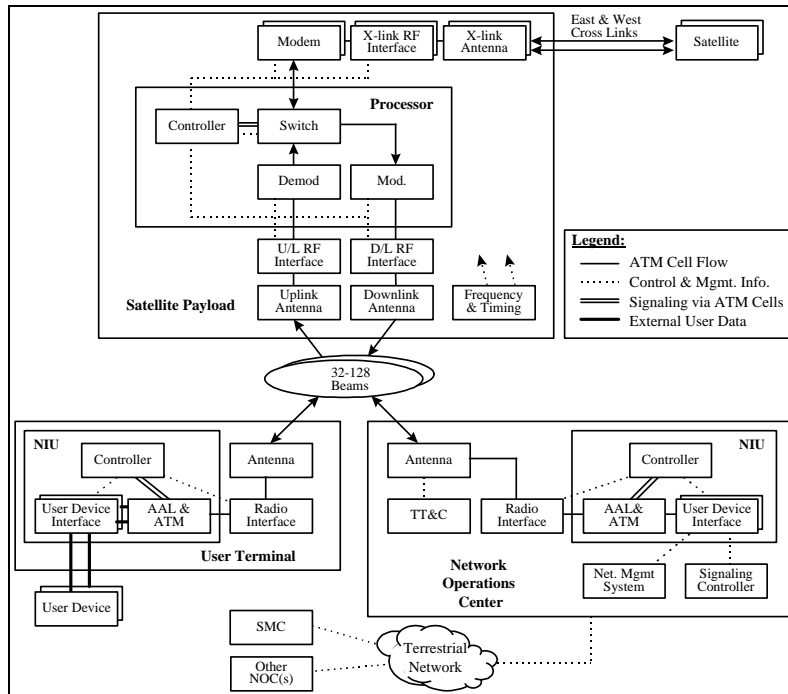 East & West
Cross Links
Modem
X-link RF
Interface
X-link
Antenna
Satellite
Processor
Controller
Switch
Demod
Mod.
U/L RF
Interface
D/L RF
Interface
Satellite Payload
Uplink
Antenna
Downlink
Antenna
Frequency
& Timing
Legend:
ATM Cell Flow
Control & Mgmt. Info.
Signaling via ATM Cells
External User Data
32-128
Beams
NIU
Controller
Antenna
User Device
Interface
AAL &
ATM
Radio
Interface
User Terminal
User Device
Antenna
NIU
Controller
TT&C
Radio
Interface
AAL&
ATM
User Device
Interface
Network
Operations
Center
Net. Mgmt
System
Signaling
Controller
SMC
Other
NOC(s)
Terrestrial
Network